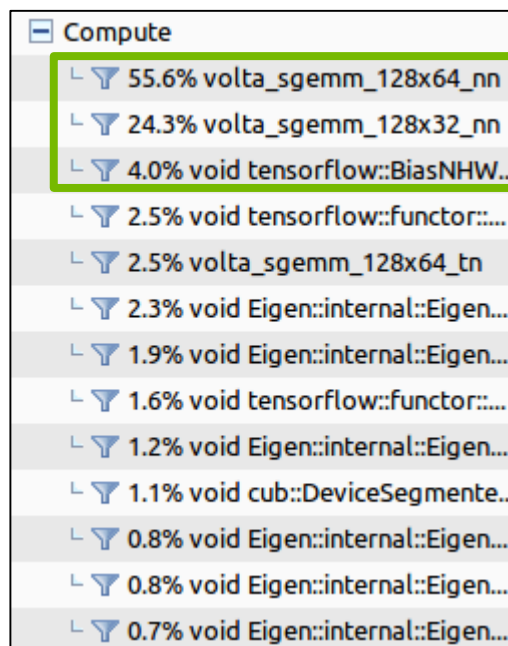 Compute
55.6% volta_sgemm_128x64_nn
24.3% volta_sgemm_128x32_nn
4.0% void tensorflow::BiasNHW...
2.5% void tensorflow::functor::...
2.5% volta_sgemm_128x64_tn
2.3% void Eigen::internal::Eigen...
1.9% void Eigen::internal::Eigen...
1.6% void tensorflow::functor::...
1.2% void Eigen::internal::Eigen...
1.1% void cub::DeviceSegmente...
0.8% void Eigen::internal::Eigen...
0.8% void Eigen::internal::Eigen...
0.7% void Eigen::internal::Eigen...